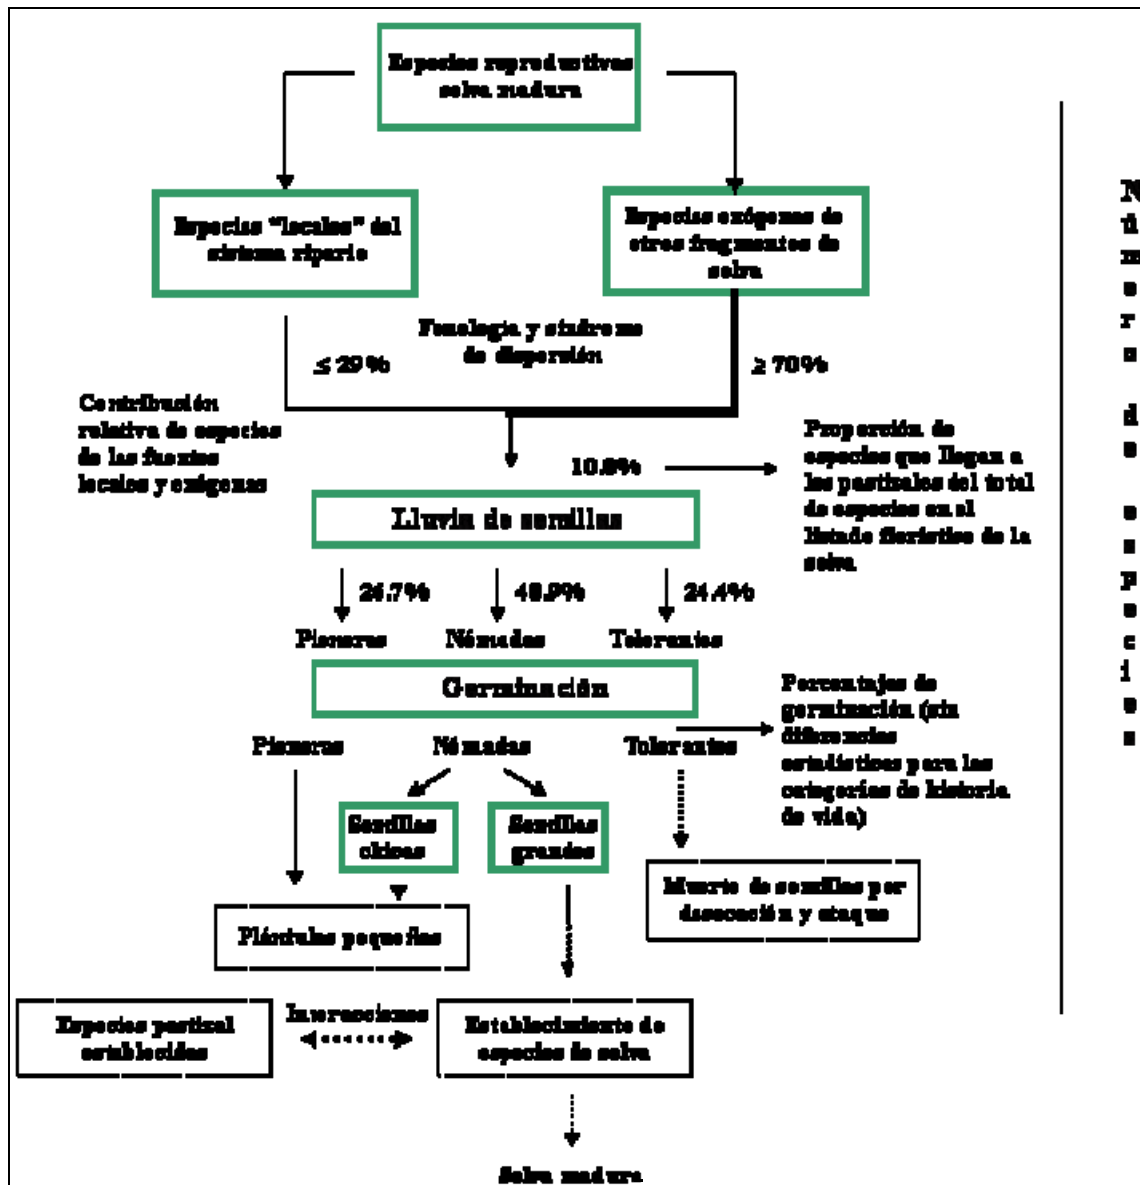 Especies reproductivas
selva madura
Especies "locales" del
sistema ripario
Especies exógenas de
otros fragmentos de
selva
Fenología y síndrome
de dispersión
≤ 29%
≥ 70%
Contribución
relativa de especies
de las fuentes
locales y exógenas
10.8%
Proporción de
especies que llegan a
los pastizales del total
de especies en el
listado florístico de la
selva
Lluvia de semillas
26.7%
48.9%
24.4%
Pioneras
Nómadas
Tolerantes
Germinación
Pioneras
Nómadas
Tolerantes
Porcentajes de
germinación (sin
diferencias
estadísticas para las
categorías de historia
de vida)
Semillas
chicas
Semillas
grandes
Muerte de semillas por
desecación y ataque
Plántulas pequeñas
Especies pastizal
establecidas
Interacciones
Establecimiento de
especies de selva
Selva madura
Número de especies